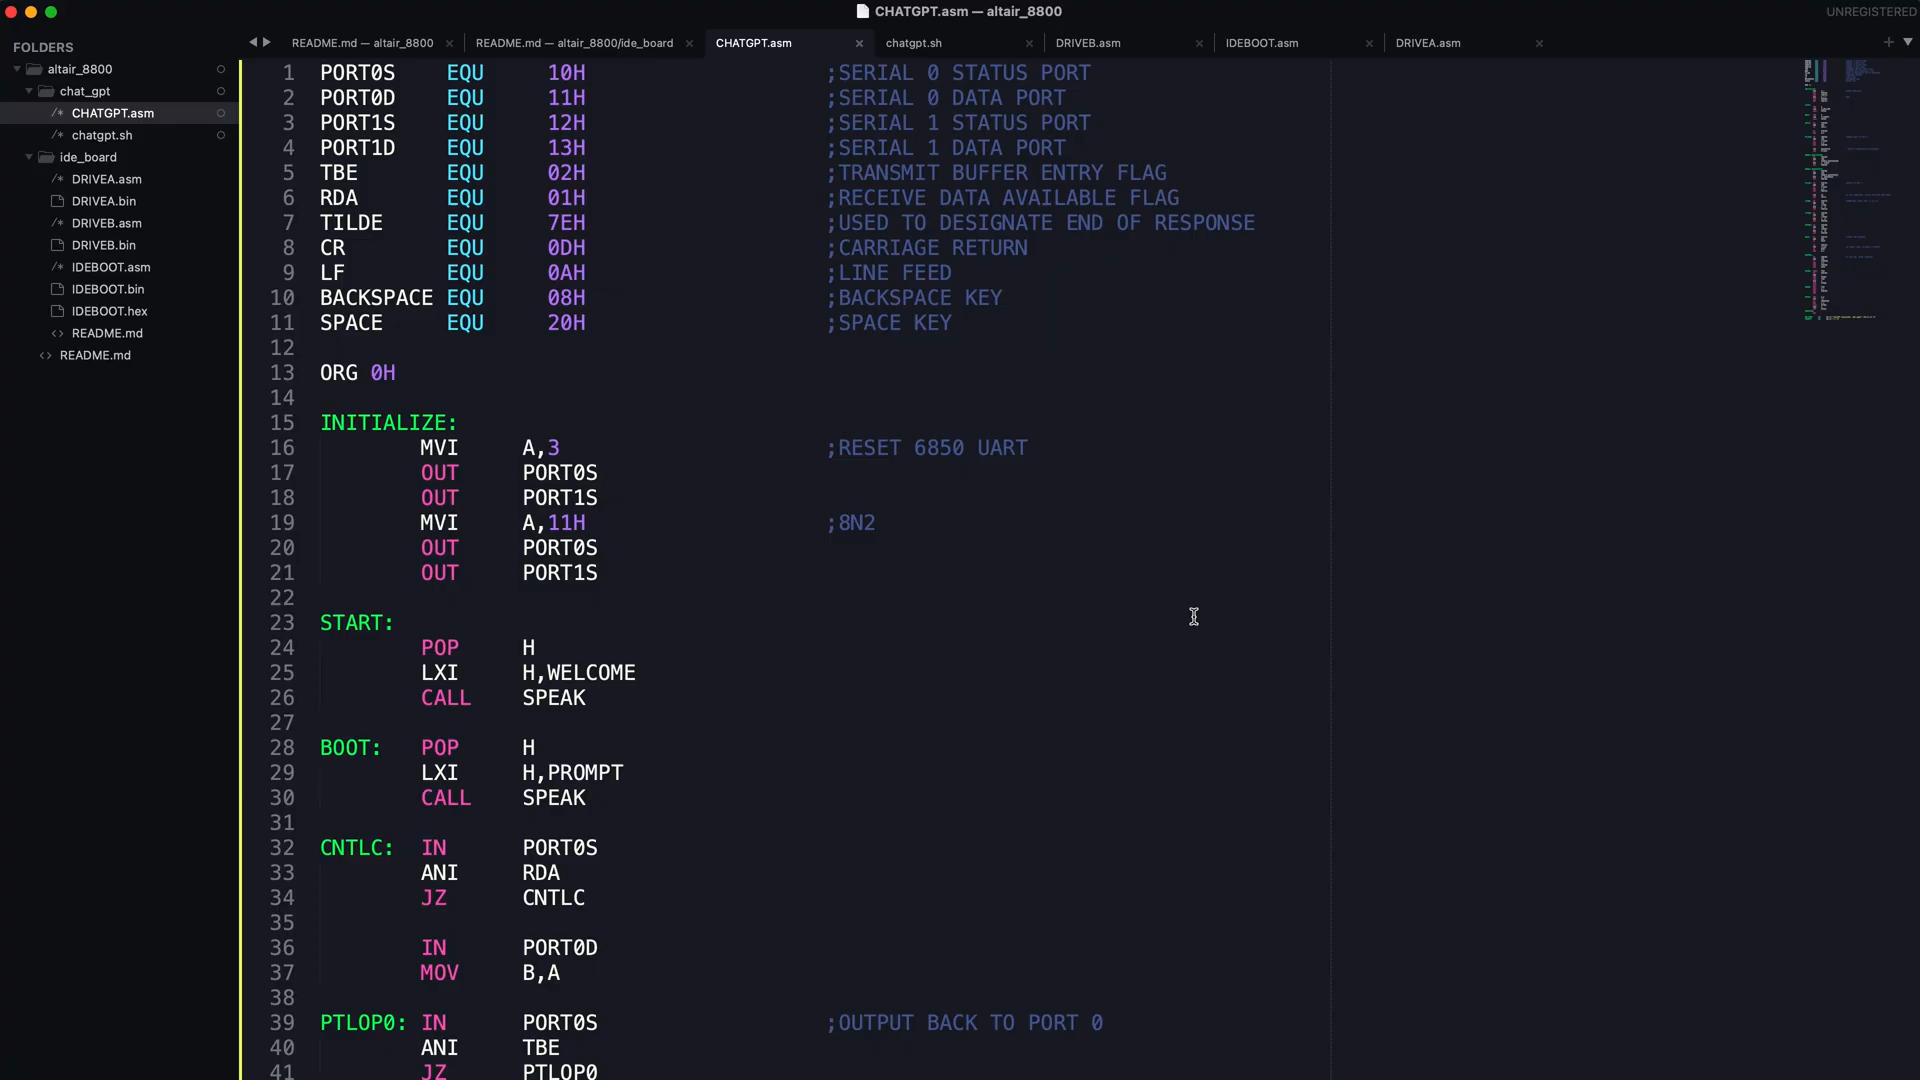 CHATGPT.asm — altair_8800
UNREGISTERED
FOLDERS
altair_8800
chat_gpt
CHATGPT.asm
chatgpt.sh
ide_board
DRIVEA.asm
DRIVEA.bin
DRIVEB.asm
DRIVEB.bin
IDEBOOT.asm
IDEBOOT.bin
IDEBOOT.hex
README.md
README.md
README.md — altair_8800 README.md — altair_8800/ide_board CHATGPT.asm chatgpt.sh DRIVEB.asm IDEBOOT.asm DRIVEA.asm
1 PORT0S EQU 10H ;SERIAL 0 STATUS PORT
2 PORT0D EQU 11H ;SERIAL 0 DATA PORT
3 PORT1S EQU 12H ;SERIAL 1 STATUS PORT
4 PORT1D EQU 13H ;SERIAL 1 DATA PORT
5 TBE EQU 02H ;TRANSMIT BUFFER ENTRY FLAG
6 RDA EQU 01H ;RECEIVE DATA AVAILABLE FLAG
7 TILDE EQU 7EH ;USED TO DESIGNATE END OF RESPONSE
8 CR EQU 0DH ;CARRIAGE RETURN
9 LF EQU 0AH ;LINE FEED
10 BACKSPACE EQU 08H ;BACKSPACE KEY
11 SPACE EQU 20H ;SPACE KEY
12
13 ORG 0H
14
15 INITIALIZE:
16 MVI A,3 ;RESET 6850 UART
17 OUT PORT0S
18 OUT PORT1S
19 MVI A,11H ;8N2
20 OUT PORT0S
21 OUT PORT1S
22
23 START:
24 POP H
25 LXI H,WELCOME
26 CALL SPEAK
27
28 BOOT: POP H
29 LXI H,PROMPT
30 CALL SPEAK
31
32 CNTLC: IN PORT0S
33 ANI RDA
34 JZ CNTLC
35
36 IN PORT0D
37 MOV B,A
38
39 PTLOP0: IN PORT0S ;OUTPUT BACK TO PORT 0
40 ANI TBE
41 JZ PTLOP0